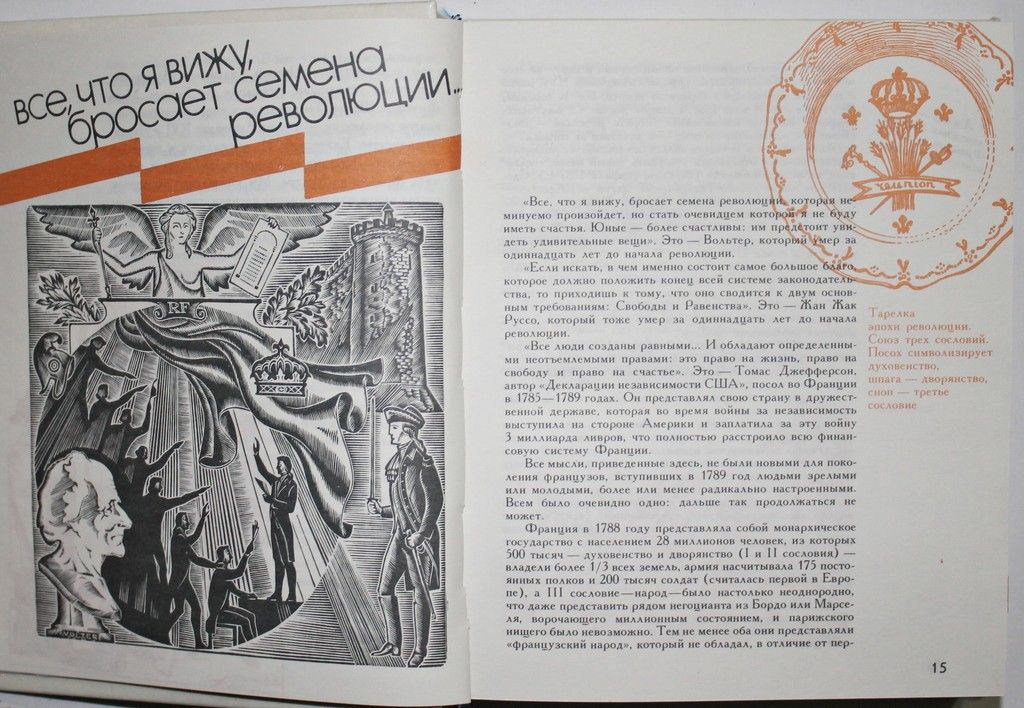 Все, что я вижу,
бросает семена
революции...
RF
VOLTER
reunion
«Все, что я вижу, бросает семена революции, которая не-
минуемо произойдет, но стать очевидцем которой я не буду
иметь счастья. Юные — более счастливы: им предстоит уви-
деть удивительные вещи». Это — Вольтер, который умер за
одиннадцать лет до начала революции.
«Если искать, в чем именно состоит самое большое благо,
которое должно положить конец всей системе законодатель-
ства, то приходишь к тому, что оно сводится к двум основ-
ным требованиям: Свободы и Равенства». Это — Жан Жак
Руссо, который тоже умер за одиннадцать лет до начала
революции.
«Все люди созданы равными... И обладают определенны-
ми неотъемлемыми правами: это право на жизнь, право на
свободу и право на счастье». Это — Томас Джефферсон,
автор «Декларации независимости США», посол во Франции
в 1785—1789 годах. Он представлял свою страну в дружест-
венной державе, которая во время войны за независимость
выступила на стороне Америки и заплатила за эту войну
3 миллиарда ливров, что полностью расстроило всю финан-
совую систему Франции.
Все мысли, приведенные здесь, не были новыми для поко-
ления французов, вступивших в 1789 год людьми зрелыми
или молодыми, более или менее радикально настроенными.
Всем было очевидно одно: дальше так продолжаться не
может.
Франция в 1788 году представляла собой монархическое
государство с населением 28 миллионов человек, из которых
500 тысяч — духовенство и дворянство (I и II сословия) —
владели более 1/3 всех земель, армия насчитывала 175 посто-
янных полков и 200 тысяч солдат (считалась первой в Евро-
пе), а III сословие—народ—было настолько неоднородно,
что даже представить рядом негоцианта из Бордо или Марсе-
ля, ворочающего миллионным состоянием, и парижского
нищего было невозможно. Тем не менее оба они представляли
«французский народ», который не обладал, в отличие от пер-
Тарелка
эпохи революции.
Союз трех сословий.
Посох символизирует
духовенство,
шпага — дворянство,
сноп — третье
сословие
15